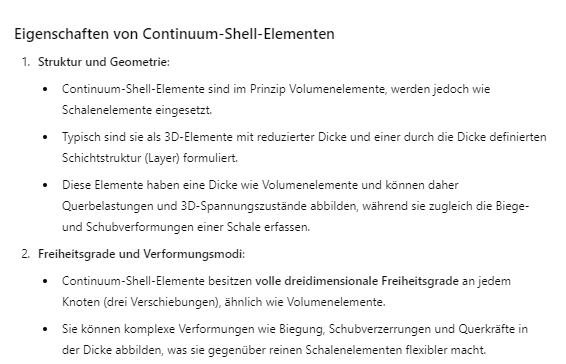 Eigenschaften von Continuum-Shell-Elementen
1. Struktur und Geometrie:
• Continuum-Shell-Elemente sind im Prinzip Volumenelemente, werden jedoch wie
Schalenelemente eingesetzt.
• Typisch sind sie als 3D-Elemente mit reduzierter Dicke und einer durch die Dicke definierten
Schichtstruktur (Layer) formuliert.
• Diese Elemente haben eine Dicke wie Volumenelemente und können daher
Querbelastungen und 3D-Spannungszustände abbilden, während sie zugleich die Biege-
und Schubverformungen einer Schale erfassen.
2. Freiheitsgrade und Verformungsmodi:
• Continuum-Shell-Elemente besitzen volle dreidimensionale Freiheitsgrade an jedem
Knoten (drei Verschiebungen), ähnlich wie Volumenelemente.
• Sie können komplexe Verformungen wie Biegung, Schubverzerrungen und Querkräfte in
der Dicke abbilden, was sie gegenüber reinen Schalenelementen flexibler macht.